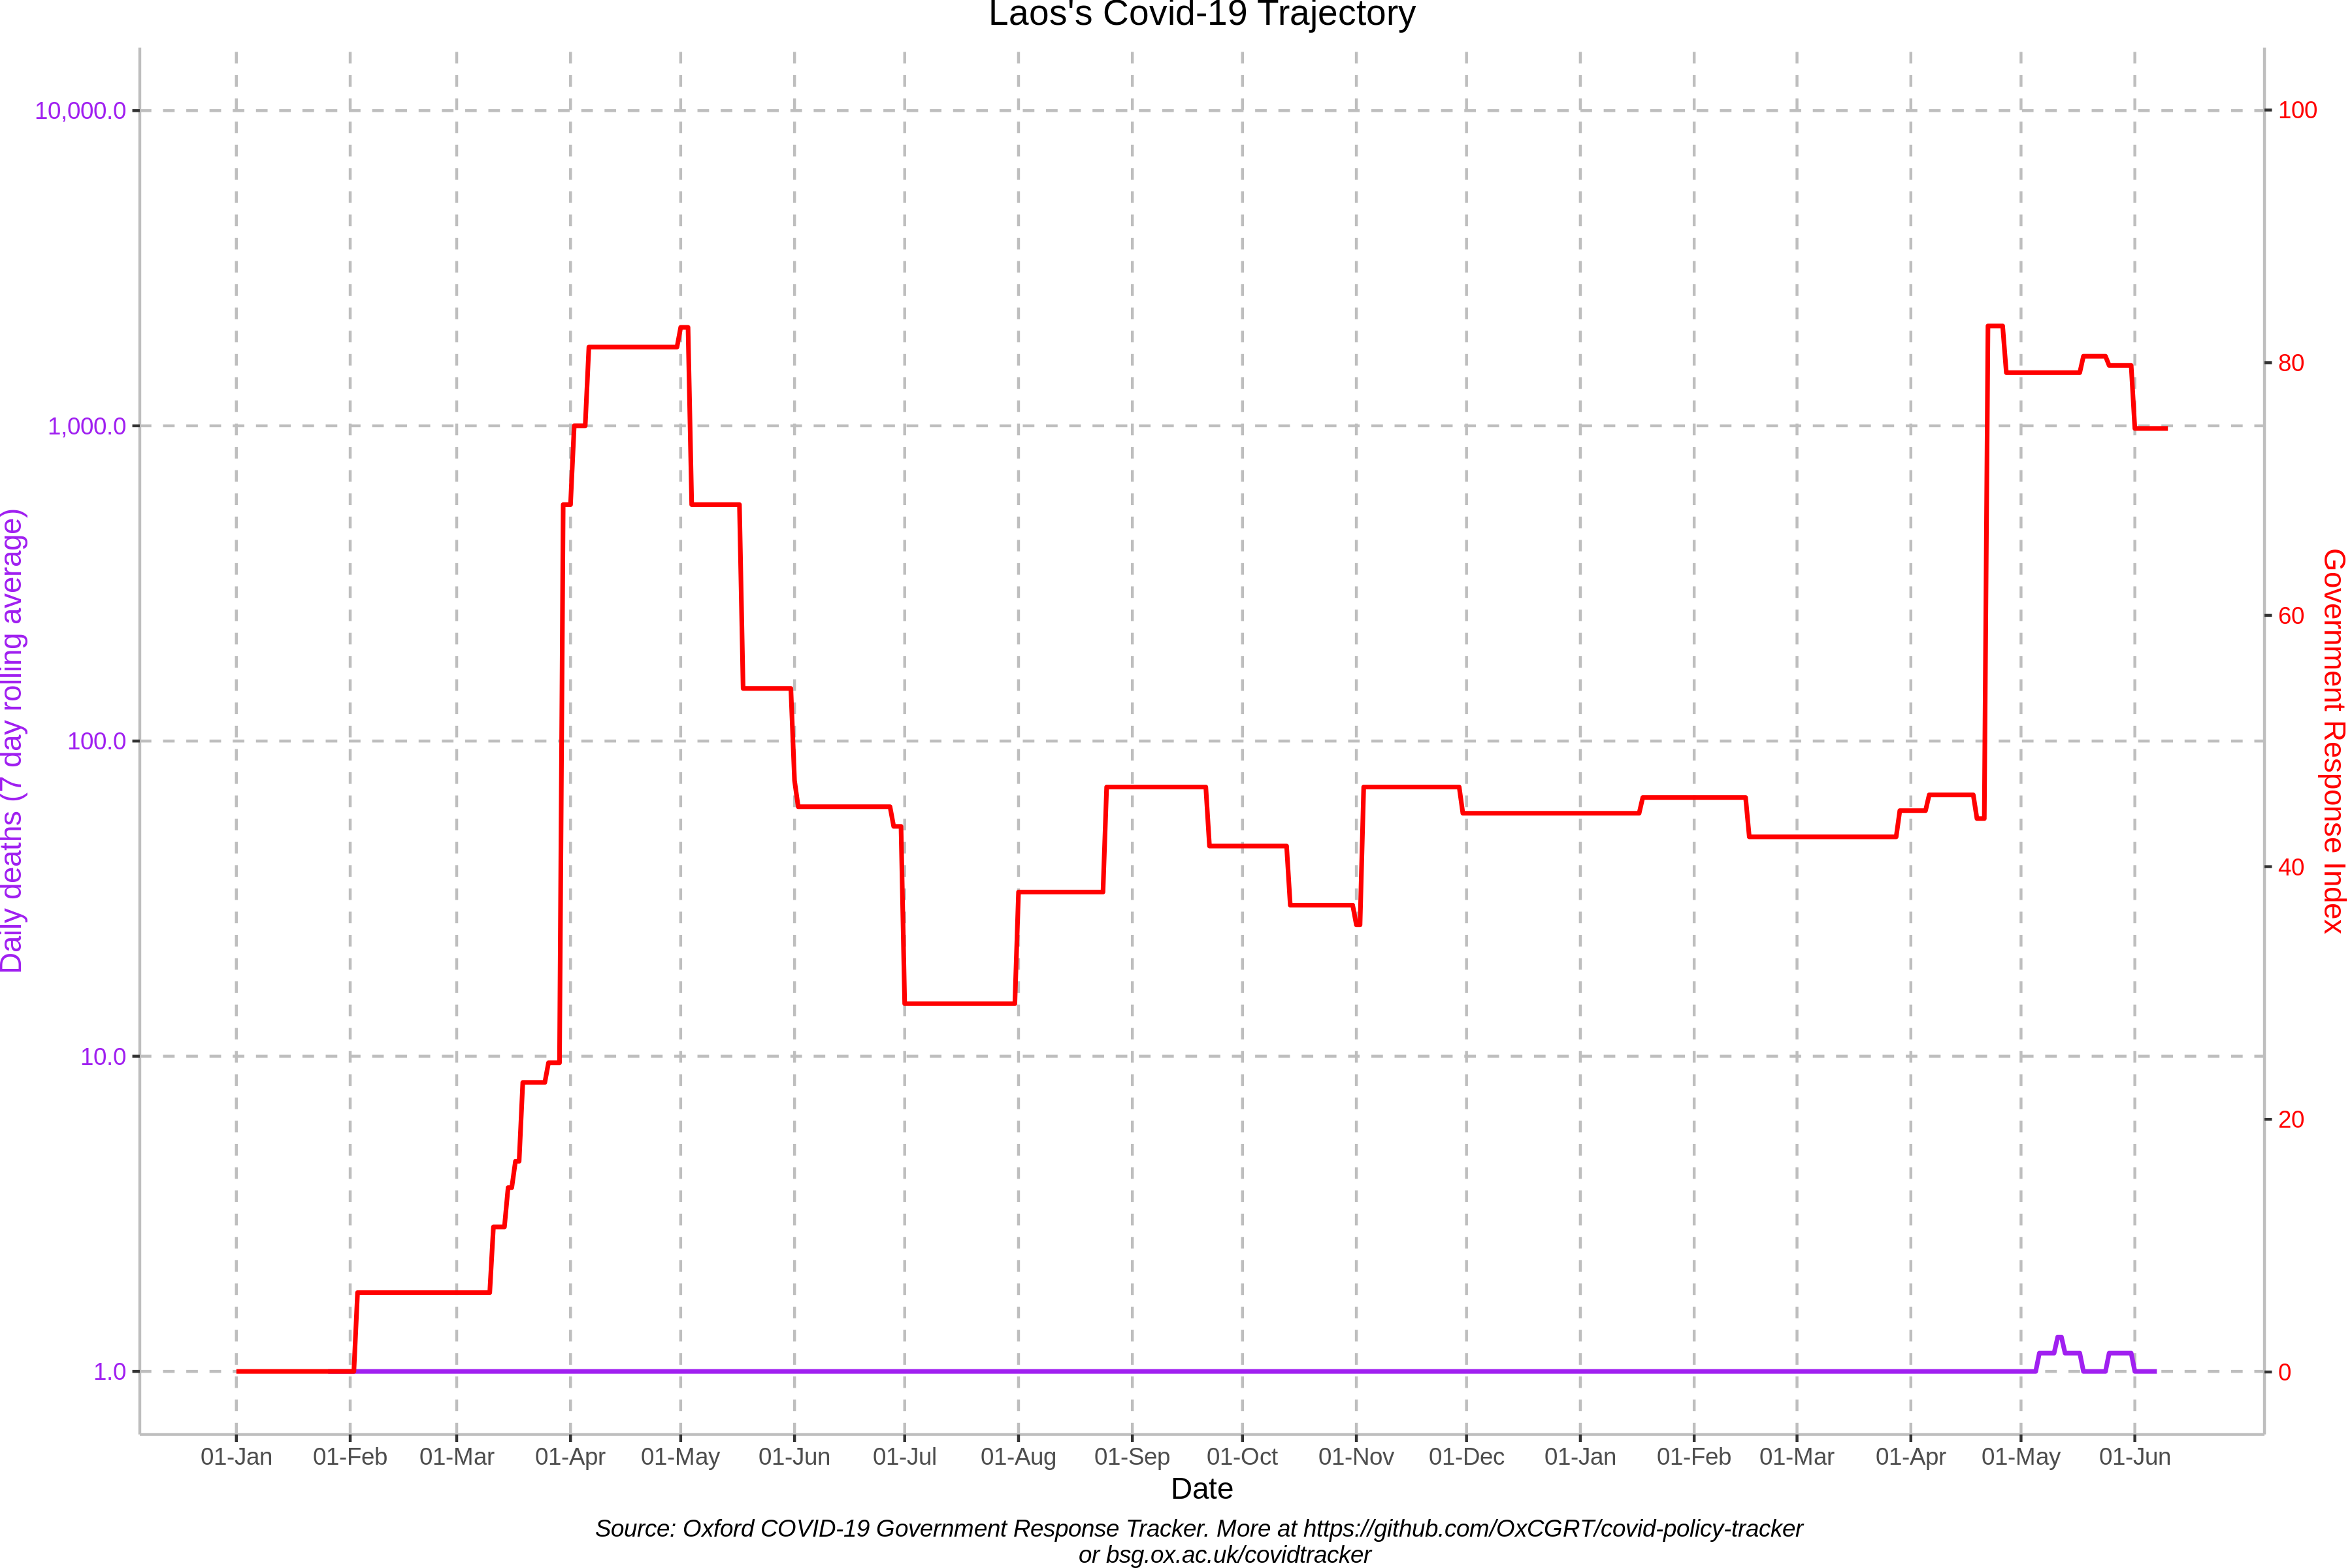 Laos's Covid-19 Trajectory
10,000.0
1,000.0
100.0
10.0
1.0
Daily deaths (7 day rolling average)
100
80
60
40
20
0
Government Response Index
01-Jan 01-Feb 01-Mar 01-Apr 01-May 01-Jun 01-Jul 01-Aug 01-Sep 01-Oct 01-Nov 01-Dec 01-Jan 01-Feb 01-Mar 01-Apr 01-May 01-Jun
Date
Source: Oxford COVID-19 Government Response Tracker. More at https://github.com/OxCGRT/covid-policy-tracker
or bsg.ox.ac.uk/covidtracker